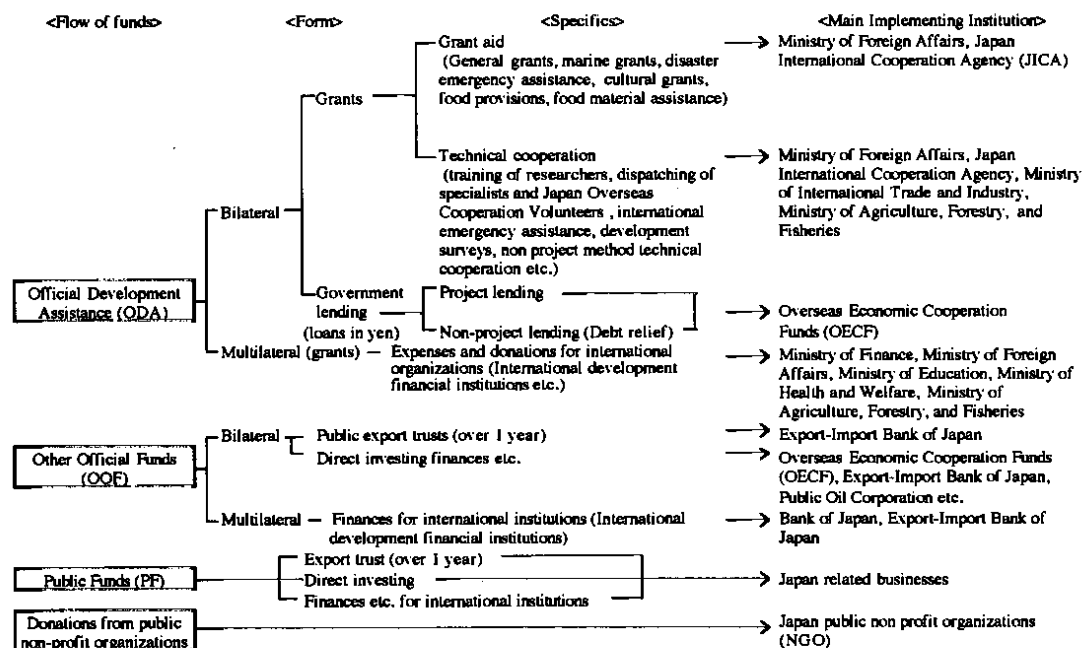 <Flow of funds> <Form> <Specifics> <Main Implementing Institution>
Grant aid
(General grants, marine grants, disaster
emergency assistance, cultural grants,
food provisions, food material assistance)
Ministry of Foreign Affairs, Japan
International Cooperation Agency (JICA)
Grants
Technical cooperation
(training of researchers, dispatching of
specialists and Japan Overseas
Cooperation Volunteers , international
emergency assistance, development
surveys, non project method technical
cooperation etc.)
Ministry of Foreign Affairs, Japan
International Cooperation Agency, Ministry
of International Trade and Industry,
Ministry of Agriculture, Forestry, and
Fisheries
Bilateral
Official Development
Assistance (ODA)
Government
lending
(loans in yen)
Project lending
Non-project lending (Debt relief)
Overseas Economic Cooperation
Funds (OECF)
Multilateral (grants)
Expenses and donations for international
organizations (International development
financial institutions etc.)
Ministry of Finance, Ministry of Foreign
Affairs, Ministry of Education, Ministry of
Health and Welfare, Ministry of
Agriculture, Forestry, and Fisheries
Other Official Funds
(OOF)
Bilateral
Public export trusts (over 1 year)
Export-Import Bank of Japan
Direct investing finances etc.
Overseas Economic Cooperation Funds
(OECF), Export-Import Bank of Japan,
Public Oil Corporation etc.
Multilateral
Finances for international institutions (International
development financial institutions)
Bank of Japan, Export-Import Bank of
Japan
Public Funds (PF)
Export trust (over 1 year)
Direct investing
Finances etc. for international institutions
Japan related businesses
Donations from public
non-profit organizations
Japan public non profit organizations
(NGO)